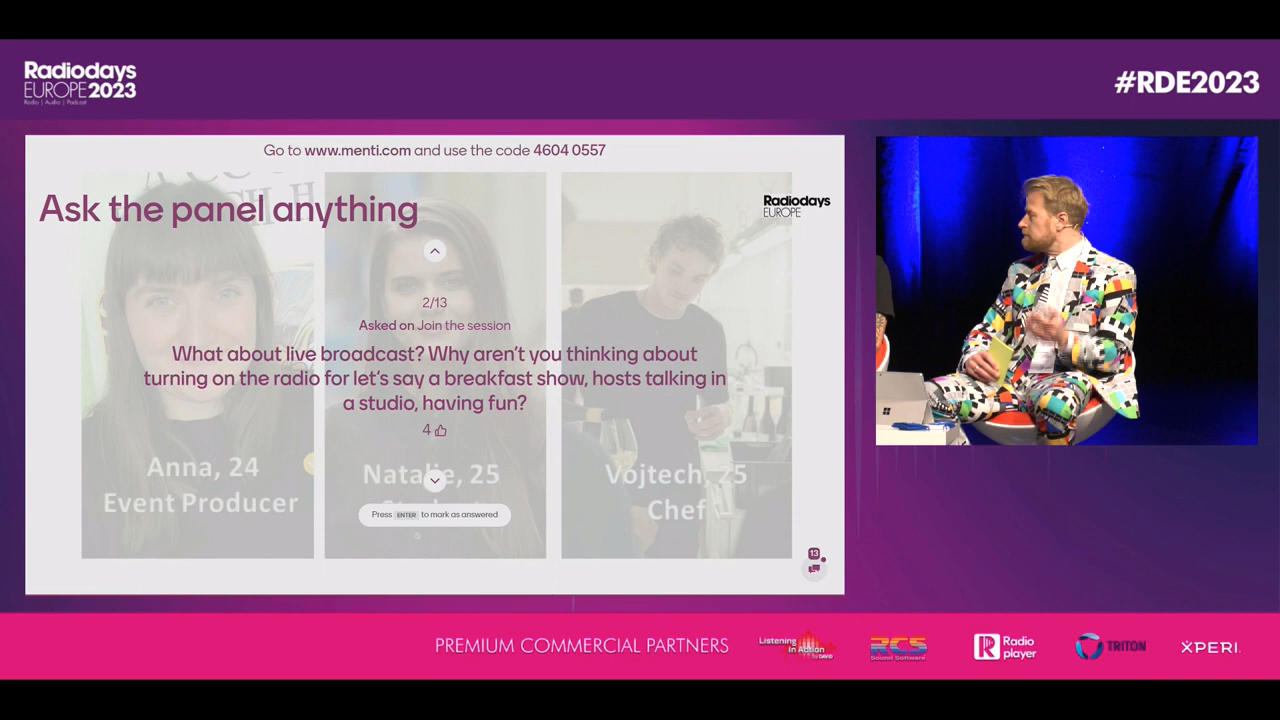 Radiodays
EUROPE 2023
Radio | Audio | Podcast
#RDE2023
Go to www.menti.com and use the code 4604 0557
Ask the panel anything
Radiodays
EUROPE
2/13
Asked on Join the session
What about live broadcast? Why aren't you thinking about
turning on the radio for let's say a breakfast show, hosts talking in
a studio, having fun?
4
Anna, 24
Event Producer
Natalie, 25
Vojtech, 25
Chef
Press ENTER to mark as answered
13
PREMIUM COMMERCIAL PARTNERS
Listening
In Action
by DAVID
RCS
Sound Software
Radio
player
TRITON
XPERI